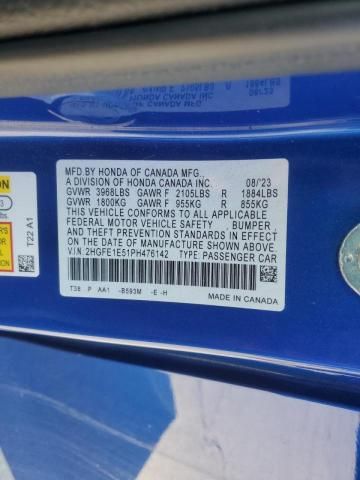 MFD.BY HONDA OF CANADA MFG.,
A DIVISION OF HONDA CANADA INC. 08/'23
GVWR 3968LBS GAWR F 2105LBS R 1884LBS
GVWR 1800KG GAWR F 955KG R 855KG
THIS VEHICLE CONFORMS TO ALL APPLICABLE
FEDERAL MOTOR VEHICLE SAFETY , BUMPER ,
AND THEFT PREVENTION STANDARDS IN EFFECT
ON THE DATE OF MANUFACTURE SHOWN ABOVE.
V.I.N:2HGFE1E51PH476142 TYPE: PASSENGER CAR
T38 P AA1 -B593M -E -H
MADE IN CANADA
T22 A1